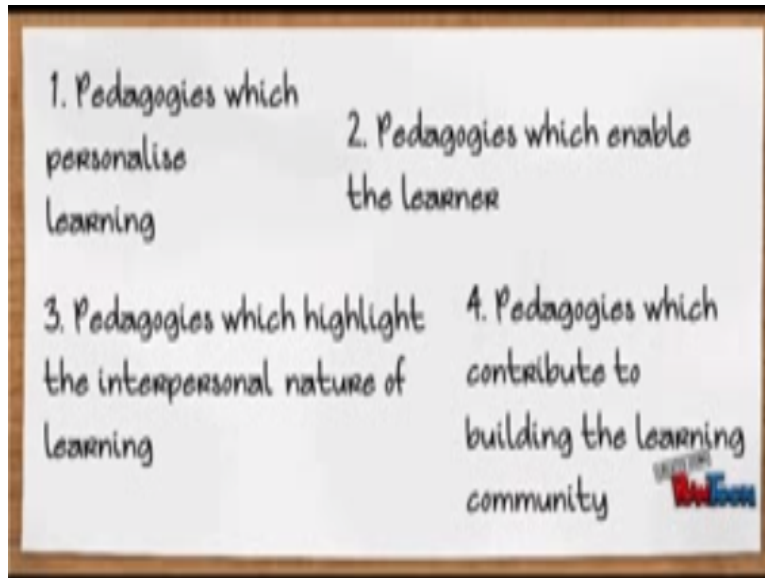 1. Pedagogies which
personalise
learning
2. Pedagogies which enable
the learner
3. Pedagogies which highlight
the interpersonal nature of
learning
4. Pedagogies which
contribute to
building the learning
community
PowToon